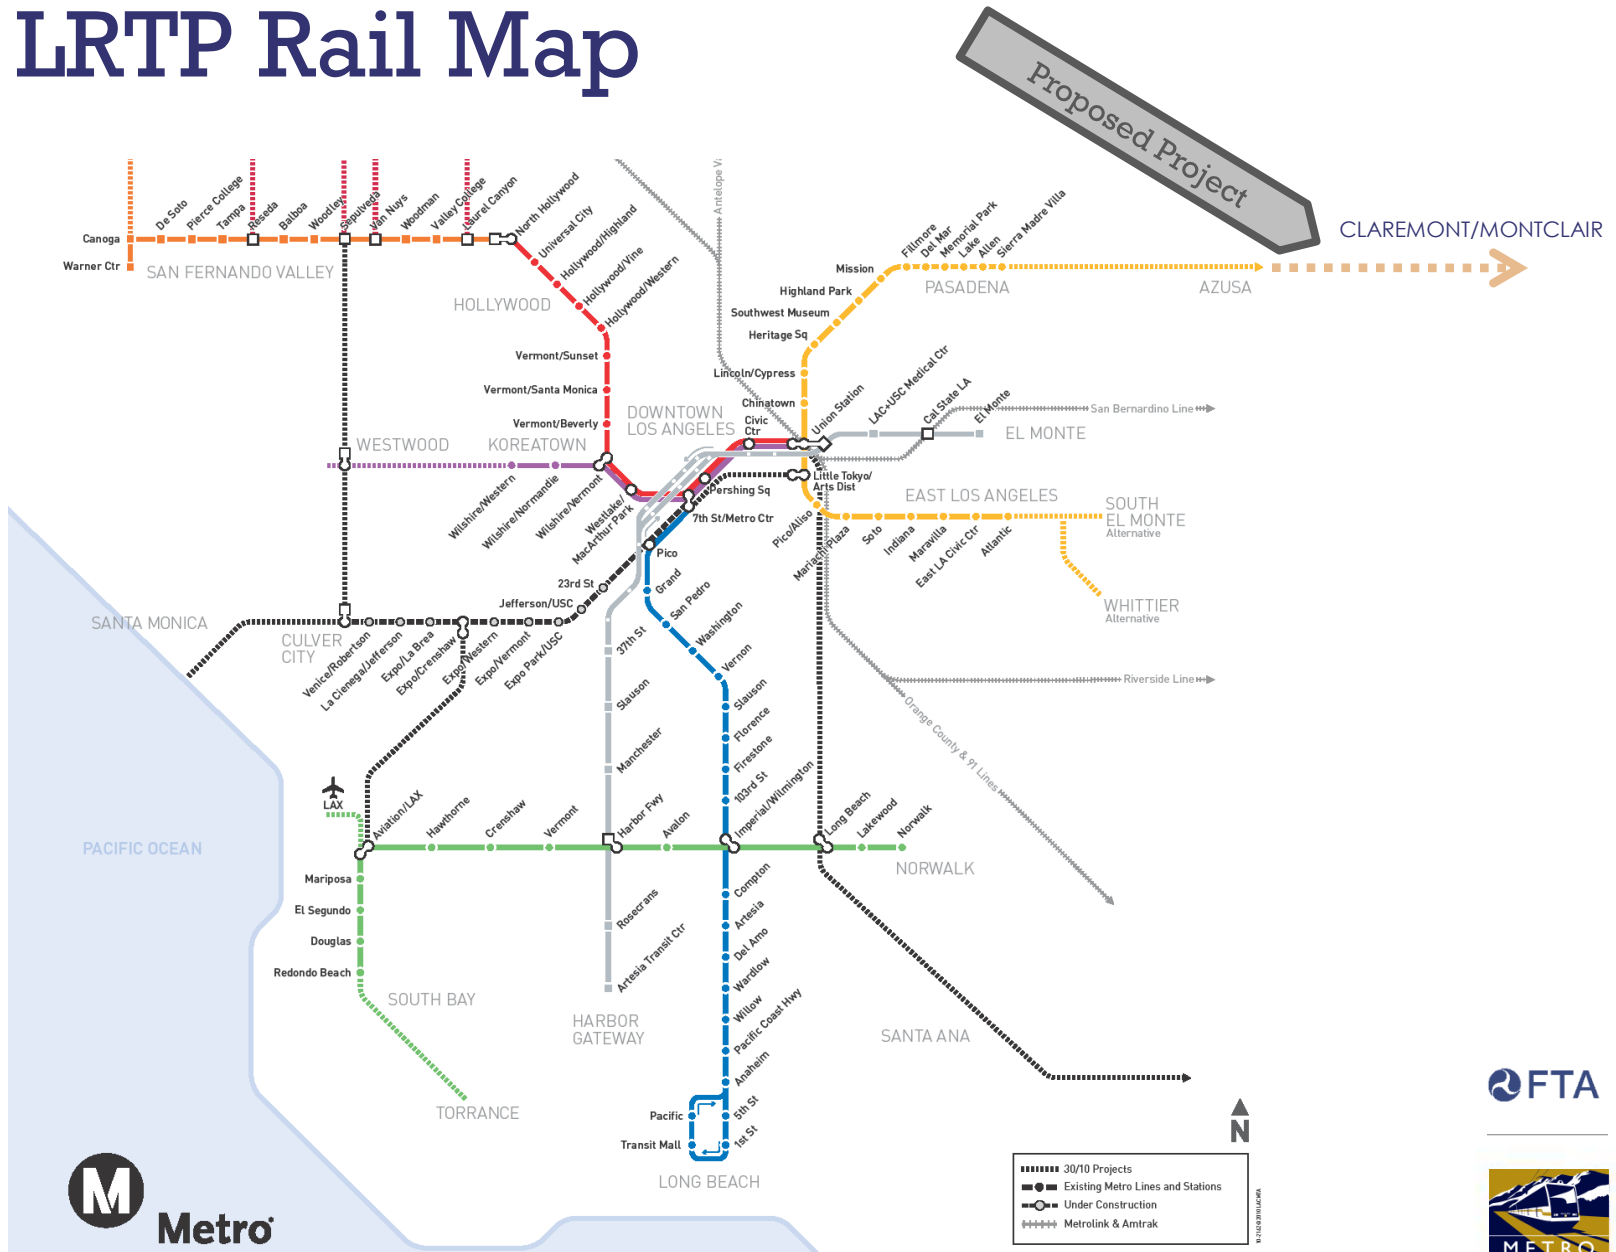 LRTP Rail Map
Proposed Project
CLAREMONT/MONTCLAIR
Canoga
Warner Ctr
De Soto
Pierce College
Tampa
Reseda
Balboa
Woodley
Sepulveda
Van Nuys
Woodman
Valley College
Laurel Canyon
North Hollywood
SAN FERNANDO VALLEY
Universal City
Hollywood/Highland
Hollywood/Vine
Hollywood/Western
HOLLYWOOD
Vermont/Sunset
Vermont/Santa Monica
Vermont/Beverly
Antelope V
Mission
Highland Park
Southwest Museum
Heritage Sq
Lincoln/Cypress
Chinatown
Fillmore
Del Mar
Memorial Park
Lake
Allen
Sierra Madre Villa
PASADENA
AZUSA
DOWNTOWN
LOS ANGELES
Civic
Ctr
Union Station
LAC+USC Medical Ctr
Cal State LA
El Monte
EL MONTE
San Bernardino Line
WESTWOOD
KOREATOWN
Wilshire/Western
Wilshire/Normandie
Wilshire/Vermont
Westlake/
MacArthur Park
Pershing Sq
7th St/Metro Ctr
Little Tokyo/
Arts Dist
Pico/Aliso
Mariachi Plaza
Soto
Indiana
Maravilla
East LA Civic Ctr
Atlantic
EAST LOS ANGELES
SOUTH
EL MONTE
Alternative
WHITTIER
Alternative
Pico
23rd St
Jefferson/USC
Grand
San Pedro
Washington
Vernon
SANTA MONICA
CULVER
CITY
Venice/Robertson
La Cienega/Jefferson
Expo/La Brea
Expo/Crenshaw
Expo/Western
Expo/Vermont
Expo Park/USC
37th St
Slauson
Manchester
Slauson
Florence
Firestone
103rd St
Imperial/Wilmington
Riverside Line
Orange County & 91 Lines
LAX
Aviation/LAX
Hawthorne
Crenshaw
Vermont
Harbor Fwy
Avalon
Long Beach
Lakewood
Norwalk
NORWALK
PACIFIC OCEAN
Mariposa
El Segundo
Douglas
Redondo Beach
SOUTH BAY
TORRANCE
Rosecrans
Artesia Transit Ctr
HARBOR
GATEWAY
Compton
Artesia
Del Amo
Wardlow
Willow
Pacific Coast Hwy
Anaheim
5th St
1st St
Pacific
Transit Mall
LONG BEACH
SANTA ANA
N
30/10 Projects
Existing Metro Lines and Stations
Under Construction
Metrolink & Amtrak
M
Metro
FTA
METRO